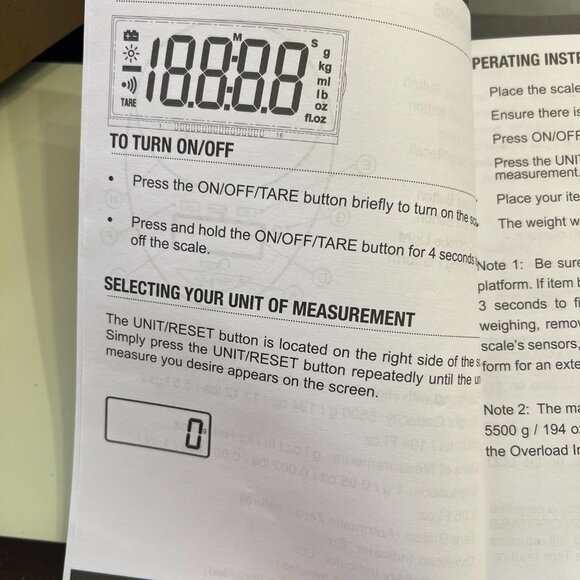 M
S
18:8.8.8
g
kg
ml
lb
oz
fl.oz
TARE
1 16
TO TURN ON/OFF
• Press the ON/OFF/TARE button briefly to turn on the
• Press and hold the ON/OFF/TARE button for 4 seconds
off the scale.
SELECTING YOUR UNIT OF MEASUREMENT
The UNIT/RESET button is located on the right side of the
Simply press the UNIT/RESET button repeatedly until the
measure you desire appears on the screen.
0 g
PERATING INSTR
Place the scale
Ensure there is
Press ON/OFF
Press the UNI
measurement.
Place your ite
The weight w
Note 1: Be sure
platform. If item b
3 seconds to fi
weighing, remov
scale's sensors,
form for an exte
Note 2: The ma
5500 g / 194 oz
the Overload In